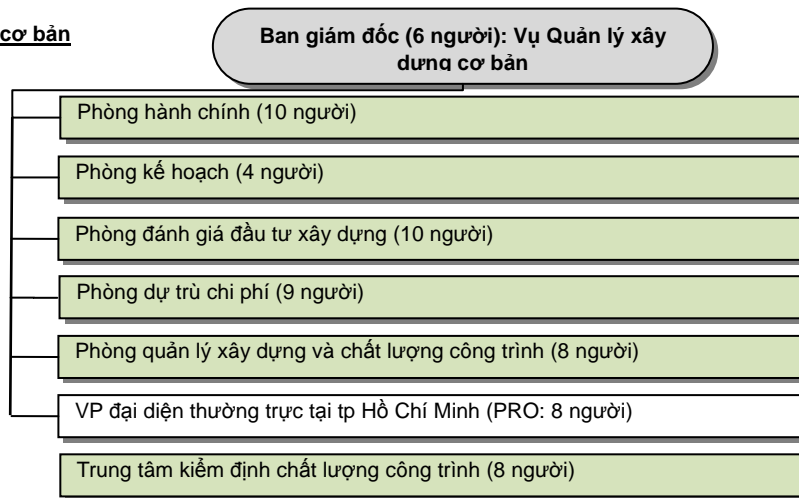 cơ bản
Ban giám đốc (6 người): Vụ Quản lý xây
dựng cơ bản
Phòng hành chính (10 người)
Phòng kế hoạch (4 người)
Phòng đánh giá đầu tư xây dựng (10 người)
Phòng dự trù chi phí (9 người)
Phòng quản lý xây dựng và chất lượng công trình (8 người)
VP đại diện thường trực tại tp Hồ Chí Minh (PRO: 8 người)
Trung tâm kiểm định chất lượng công trình (8 người)